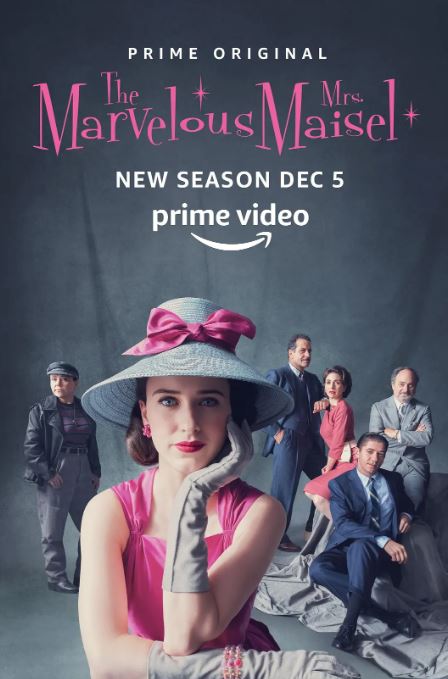 PRIME ORIGINAL
The Mrs.
Marvelous Maisel
NEW SEASON DEC 5
prime video